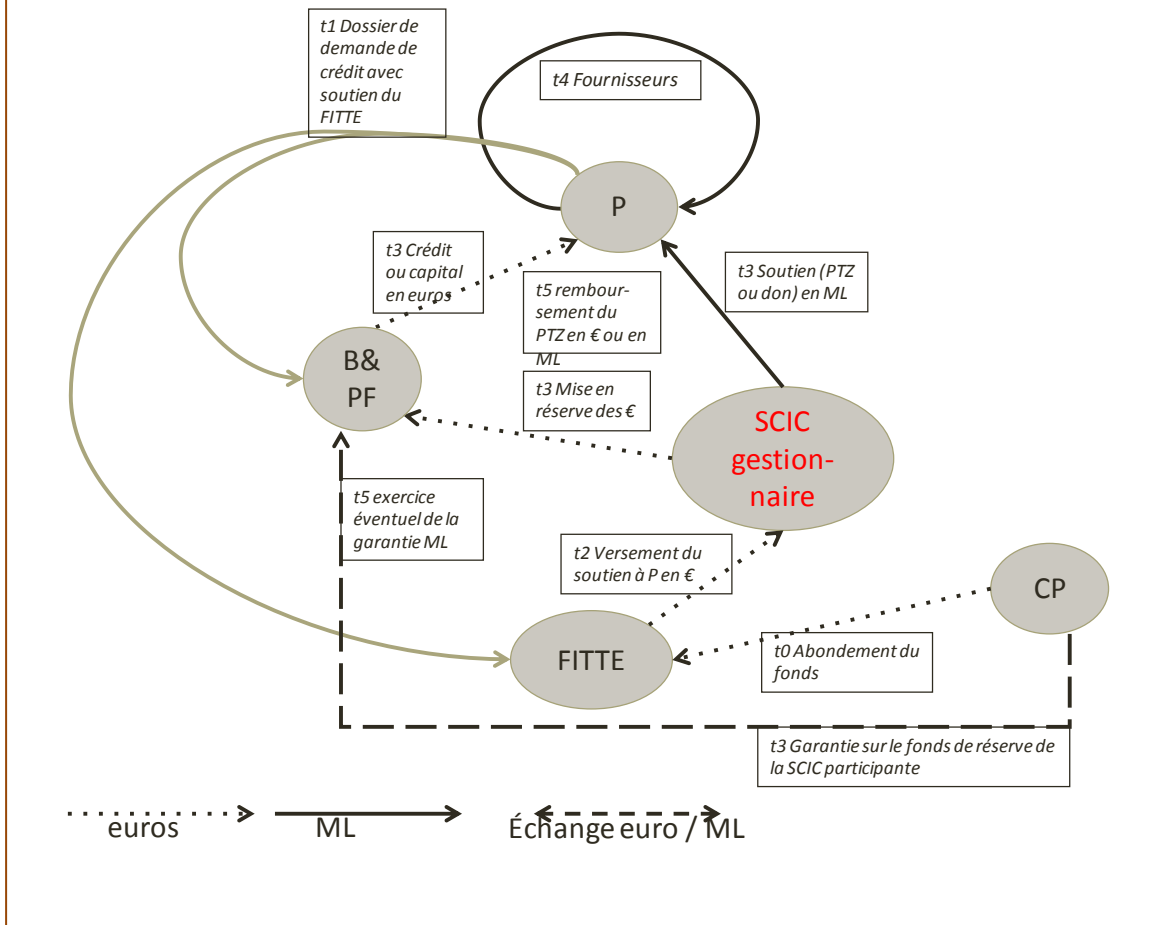 t1 Dossier de
demande de
crédit avec
soutien du
FITTE
t4 Fournisseurs
P
t3 Crédit
ou capital
en euros
t5 rembour-
sement du
PTZ en € ou en
ML
t3 Soutien (PTZ
ou don) en ML
B&
PF
t3 Mise en
réserve des €
SCIC
gestion-
naire
t5 exercice
éventuel de la
garantie ML
t2 Versement du
soutien à P en €
CP
FITTE
t0 Abondement du
fonds
t3 Garantie sur le fonds de réserve de
la SCIC participante
euros
ML
Échange euro / ML